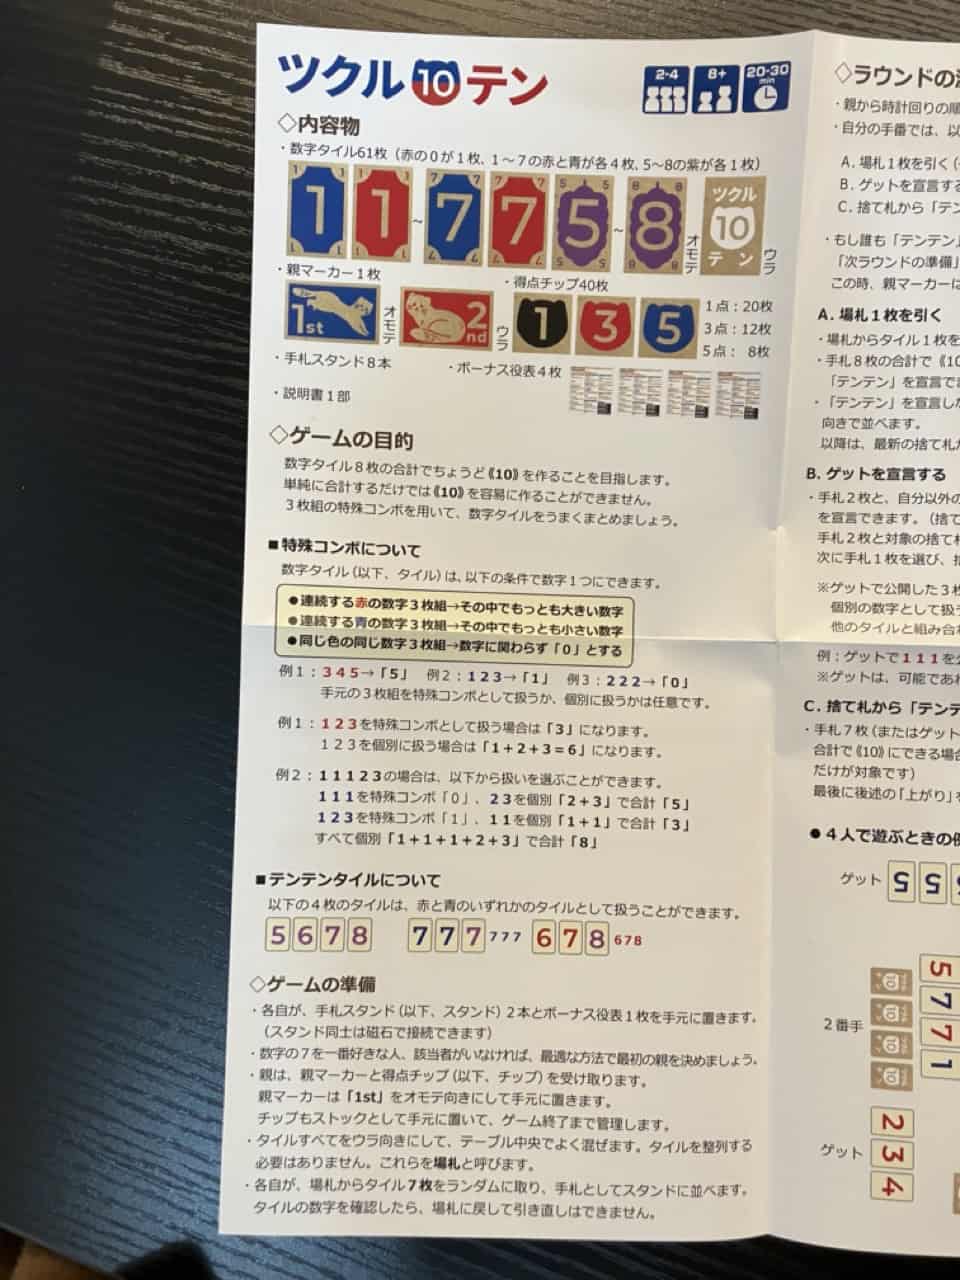 ツクル10テン
2-4
8+
20-30
min
◇内容物
・数字タイル61枚（赤の0が1枚、1～7の赤と青が各4枚、5~8の紫が各1枚）
1 1 ~ 7 7 5 ~ 8 オモテ ツクル10テン ウラ
・親マーカー1枚
・得点チップ40枚
1st オモテ 2nd ウラ 1 3 5
1点：20枚
3点：12枚
5点： 8枚
・手札スタンド8本
・ボーナス役表4枚
・説明書1部
◇ゲームの目的
数字タイル8枚の合計でちょうど《10》を作ることを目指します。
単純に合計するだけでは《10》を容易に作ることができません。
3枚組の特殊コンボを用いて、数字タイルをうまくまとめましょう。
■特殊コンボについて
数字タイル（以下、タイル）は、以下の条件で数字1つにできます。
●連続する赤の数字3枚組→その中でもっとも大きい数字
●連続する青の数字3枚組→その中でもっとも小さい数字
●同じ色の同じ数字3枚組→数字に関わらず「0」とする
例1：345→「5」 例2：123→「1」 例3：222→「0」
手元の3枚組を特殊コンボとして扱うか、個別に扱うかは任意です。
例1：123を特殊コンボとして扱う場合は「3」になります。
123を個別に扱う場合は「1+2+3=6」になります。
例2：11123の場合は、以下から扱いを選ぶことができます。
111を特殊コンボ「0」、23を個別「2+3」で合計「5」
123を特殊コンボ「1」、11を個別「1+1」で合計「3」
すべて個別「1+1+1+2+3」で合計「8」
■テンテンタイルについて
以下の4枚のタイルは、赤と青のいずれかのタイルとして扱うことができます。
5678 777 777 678 678
◇ゲームの準備
・各自が、手札スタンド（以下、スタンド）2本とボーナス役表1枚を手元に置きます。
（スタンド同士は磁石で接続できます）
・数字の7を一番好きな人、該当者がいなければ、最適な方法で最初の親を決めましょう。
・親は、親マーカーと得点チップ（以下、チップ）を受け取ります。
親マーカーは「1st」をオモテ向きにして手元に置きます。
チップもストックとして手元に置いて、ゲーム終了まで管理します。
・タイルすべてをウラ向きにして、テーブル中央でよく混ぜます。タイルを整列する
必要はありません。これらを場札と呼びます。
・各自が、場札からタイル7枚をランダムに取り、手札としてスタンドに並べます。
タイルの数字を確認したら、場札に戻して引き直しはできません。
◇ラウンドの
・親から時計回りの順
・自分の手番では、以
A. 場札1枚を引く
B. ゲットを宣言する
C. 捨て札から「テン
・もし誰も「テンテン」
「次ラウンドの準備」
この時、親マーカーは
A. 場札1枚を引く
・場札からタイル1枚を
・手札8枚の合計で《10
「テンテン」を宣言でき
・「テンテン」を宣言しな
向きで並べます。
以降は、最新の捨て札が
B. ゲットを宣言する
・手札2枚と、自分以外の
を宣言できます。（捨て
手札2枚と対象の捨て札
次に手札1枚を選び、捨
※ゲットで公開した3枚
個別の数字として扱う
他のタイルと組み合わ
例：ゲットで111を公
※ゲットは、可能であれ
C. 捨て札から「テンテ
・手札7枚（またはゲット
合計で《10》にできる場合
だけが対象です）
最後に後述の「上がり」を
●4人で遊ぶときの例
ゲット 5 5
2番手
5
7
7
1
ゲット
2
3
4